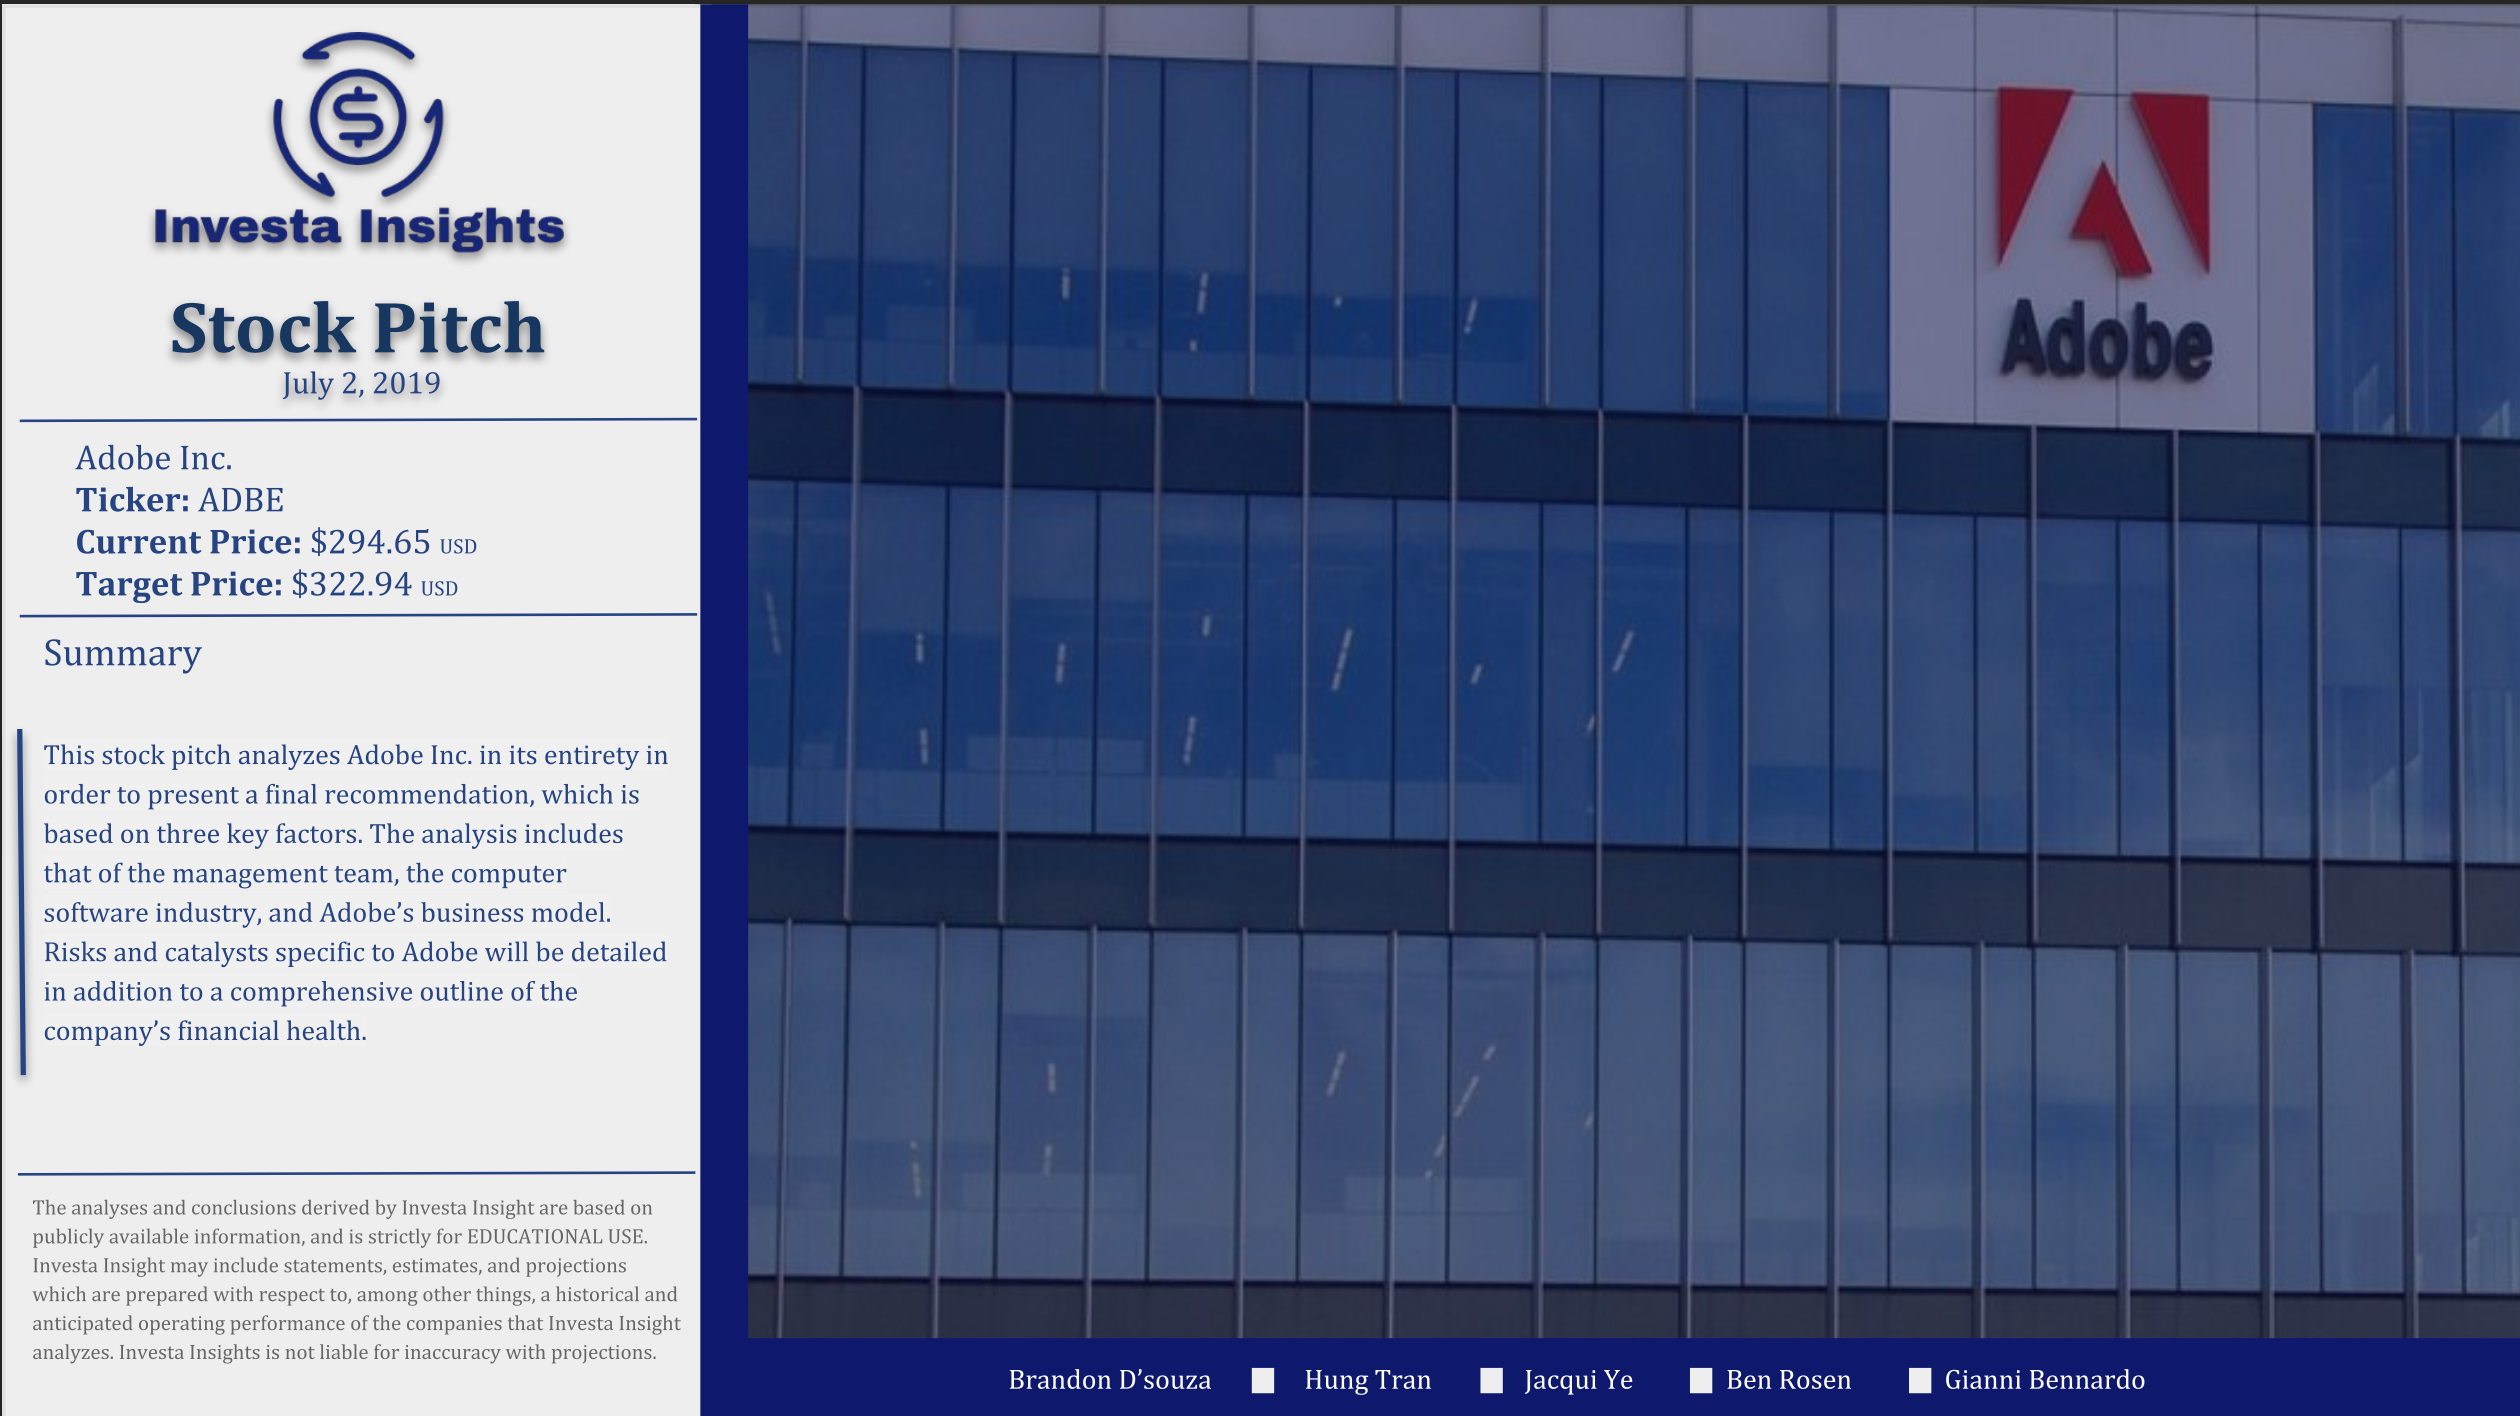 Investa Insights
Stock Pitch
July 2, 2019
Adobe Inc.
Ticker: ADBE
Current Price: $294.65 USD
Target Price: $322.94 USD
Summary
This stock pitch analyzes Adobe Inc. in its entirety in
order to present a final recommendation, which is
based on three key factors. The analysis includes
that of the management team, the computer
software industry, and Adobe’s business model.
Risks and catalysts specific to Adobe will be detailed
in addition to a comprehensive outline of the
company’s financial health.
The analyses and conclusions derived by Investa Insight are based on
publicly available information, and is strictly for EDUCATIONAL USE.
Investa Insight may include statements, estimates, and projections
which are prepared with respect to, among other things, a historical and
anticipated operating performance of the companies that Investa Insight
analyzes. Investa Insights is not liable for inaccuracy with projections.
Adobe
Brandon D’souza Hung Tran Jacqui Ye Ben Rosen Gianni Bennardo